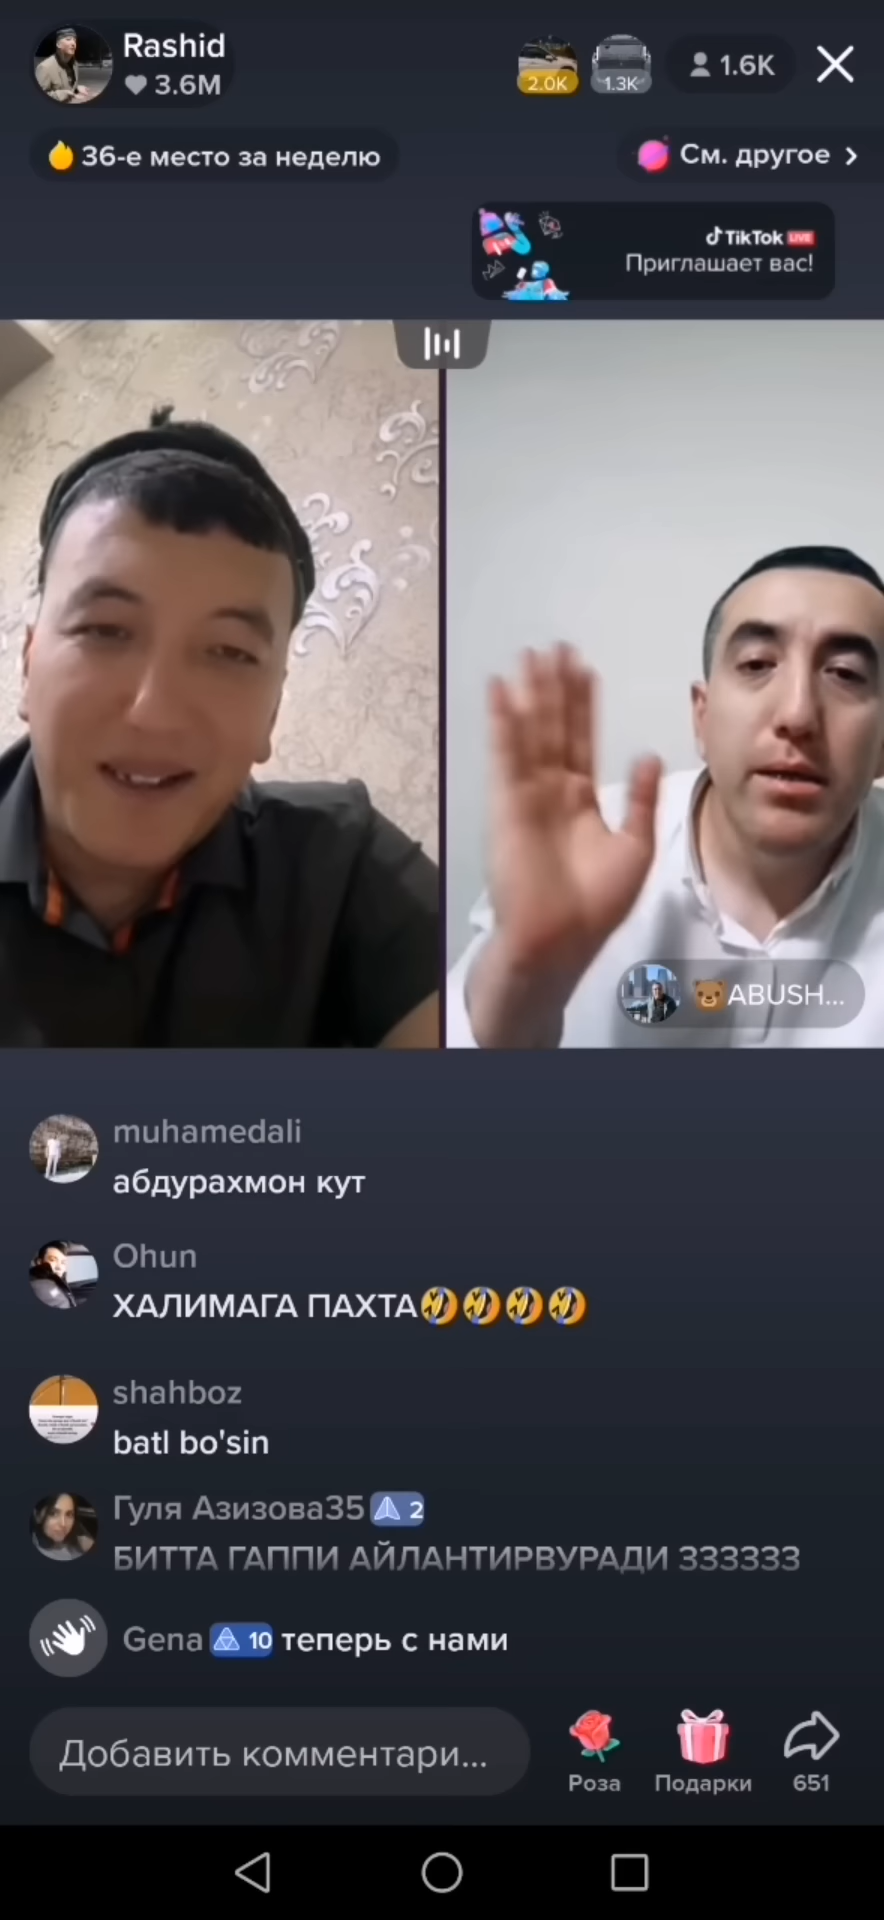 Rashid
3.6M
2.0K
1.3K
1.6K
36-е место за неделю
См. другое
TikTok LIVE
Приглашает вас!
ABUSH...
muhamedali
абдурахмон кут
Ohun
ХАЛИМАГА ПАХТА🤣🤣🤣🤣
shahboz
batl bo'sin
Гуля Азизова35 2
БИТТА ГАППИ АЙЛАНТИРВУРАДИ ЗЗЗЗЗЗ
Gena 10 теперь с нами
Добавить комментари...
Роза
Подарки
651